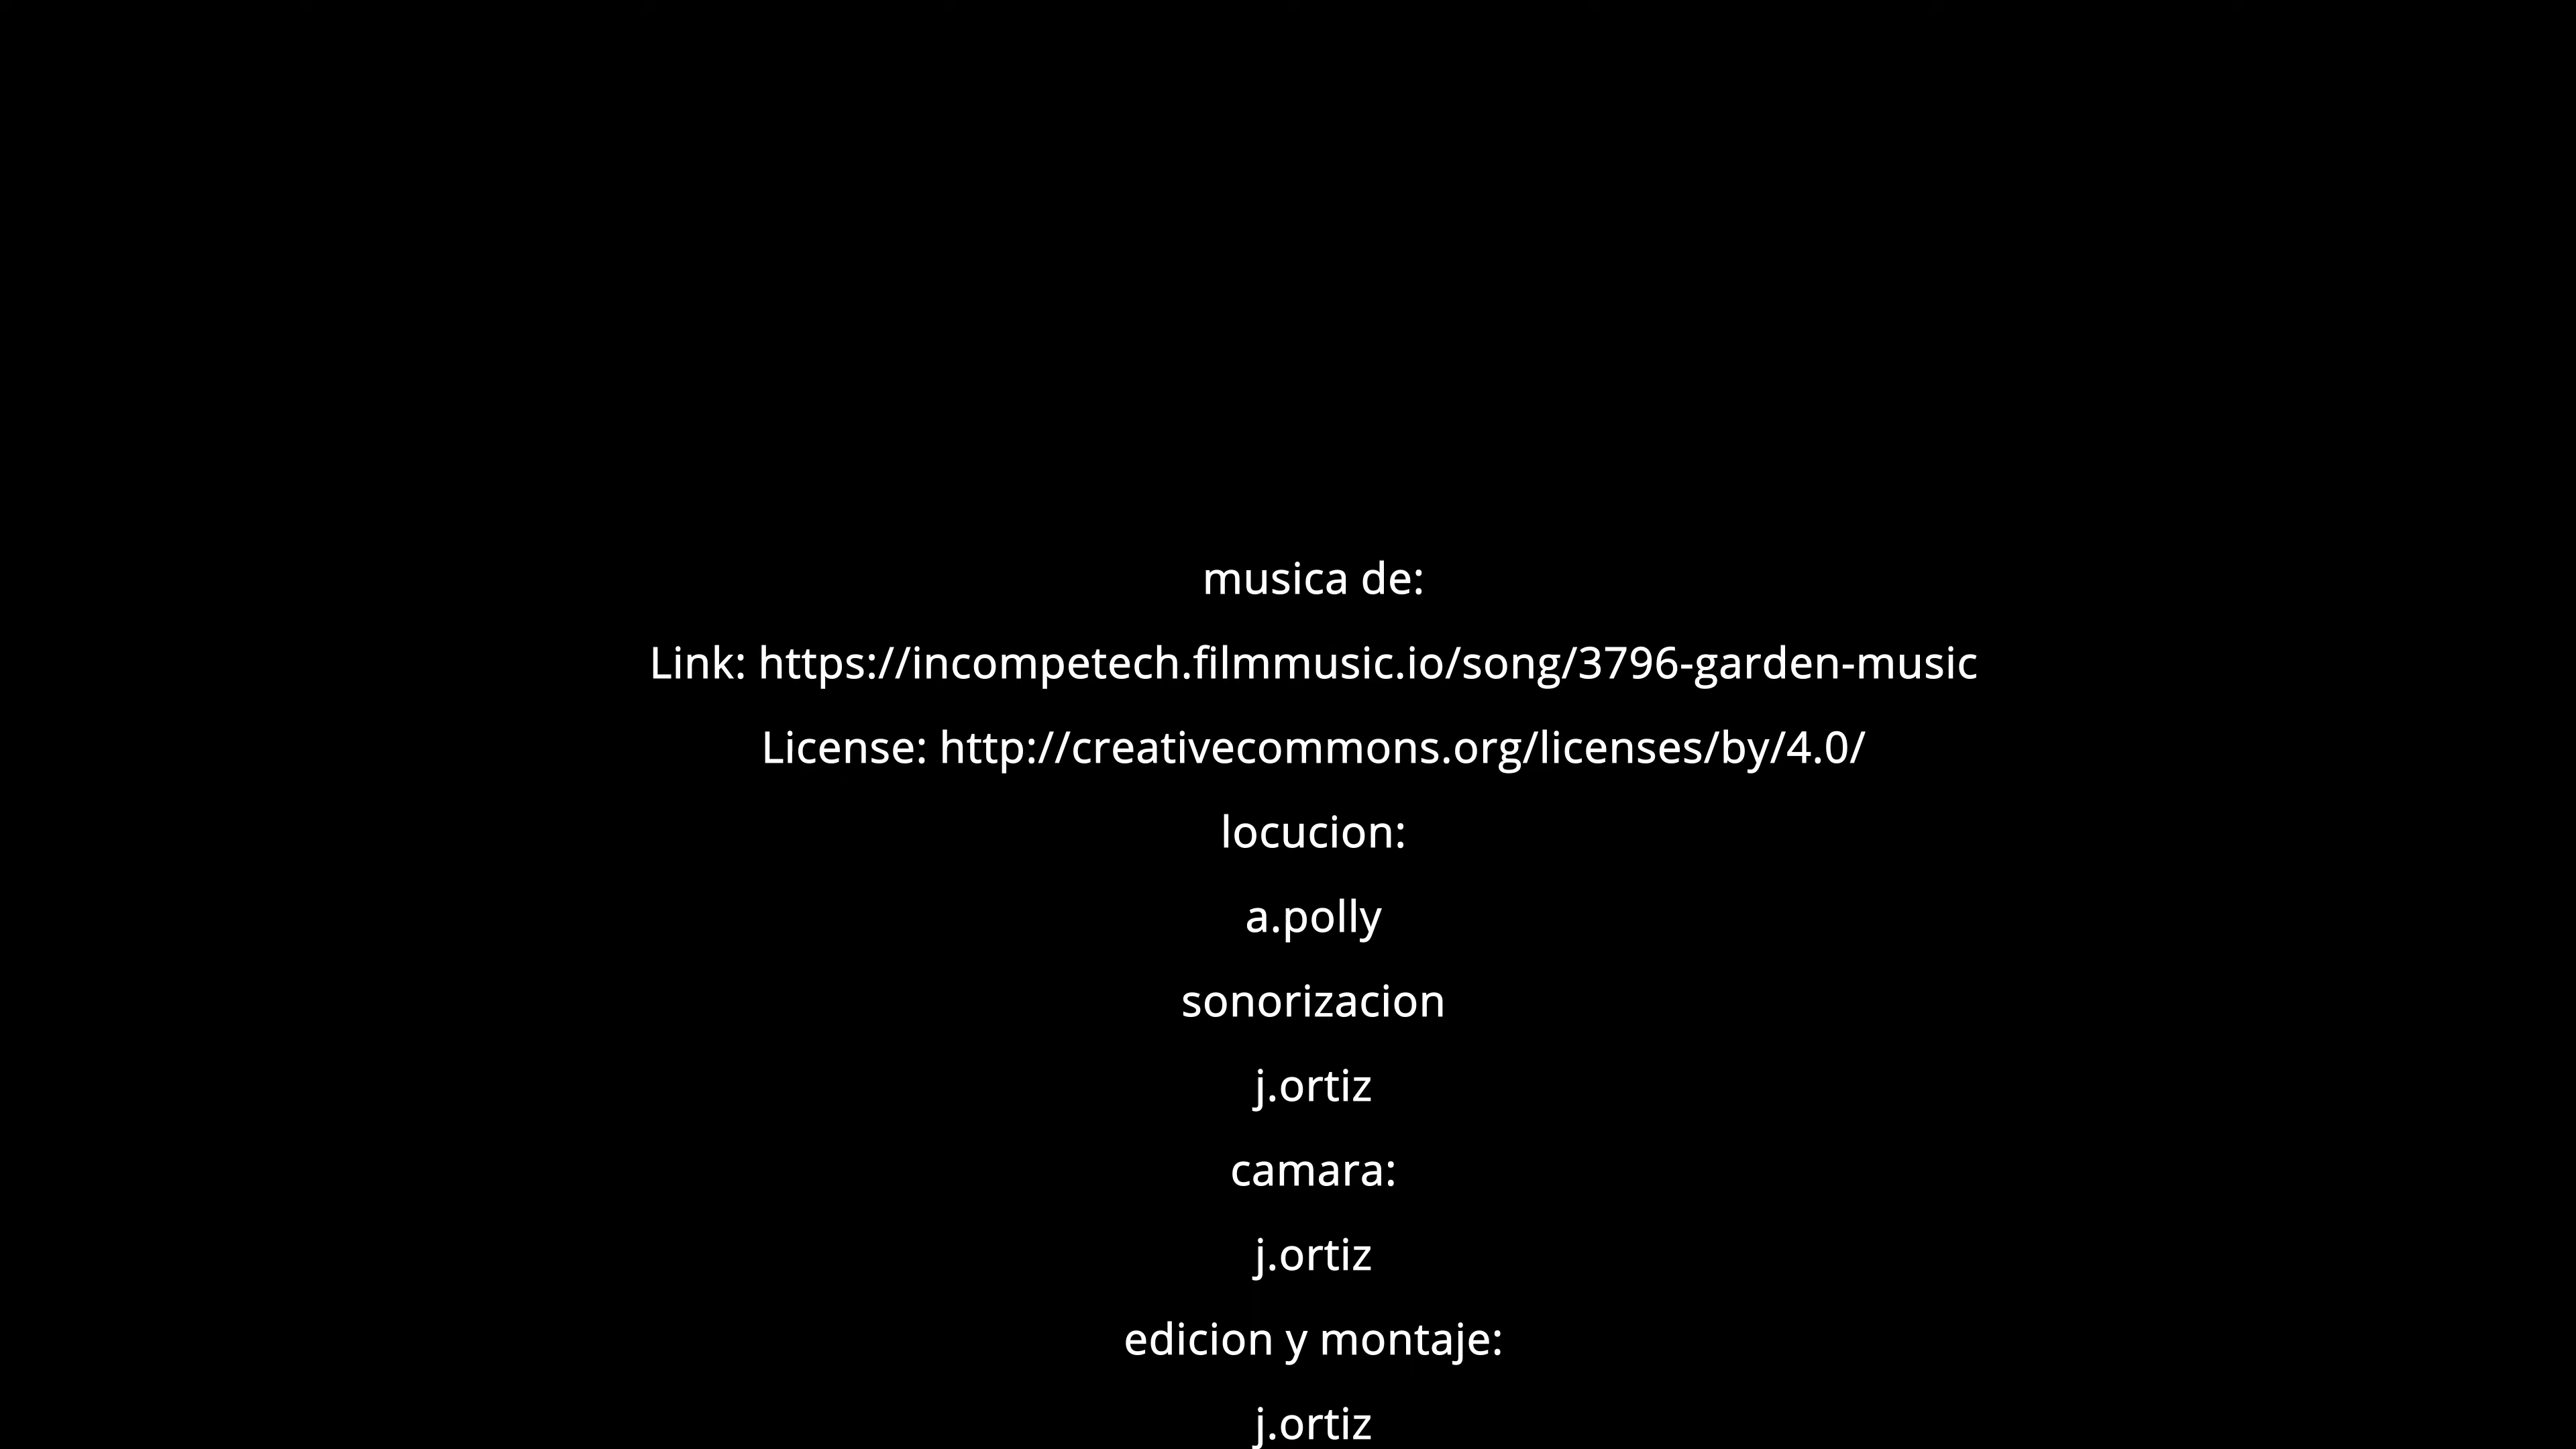 musica de:
Link: https://incompetech.filmmusic.io/song/3796-garden-music
License: http://creativecommons.org/licenses/by/4.0/
locucion:
a.polly
sonorizacion
j.ortiz
camara:
j.ortiz
edicion y montaje:
j.ortiz